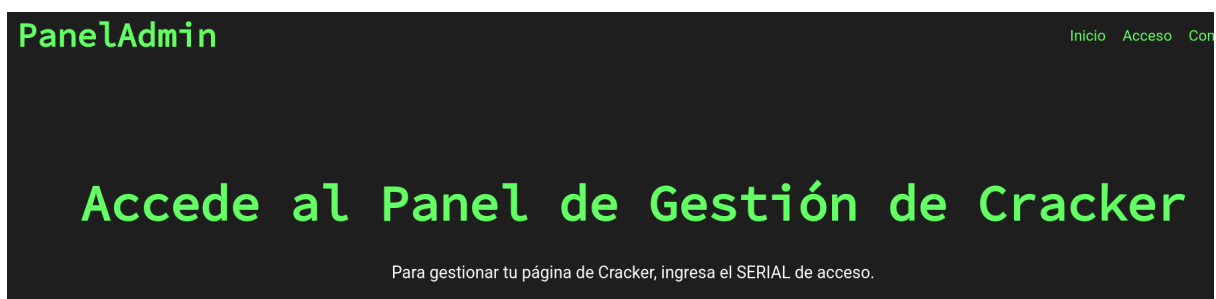 PanelAdmin
Inicio Acceso Con
Accede al Panel de Gestión de Cracker
Para gestionar tu página de Cracker, ingresa el SERIAL de acceso.